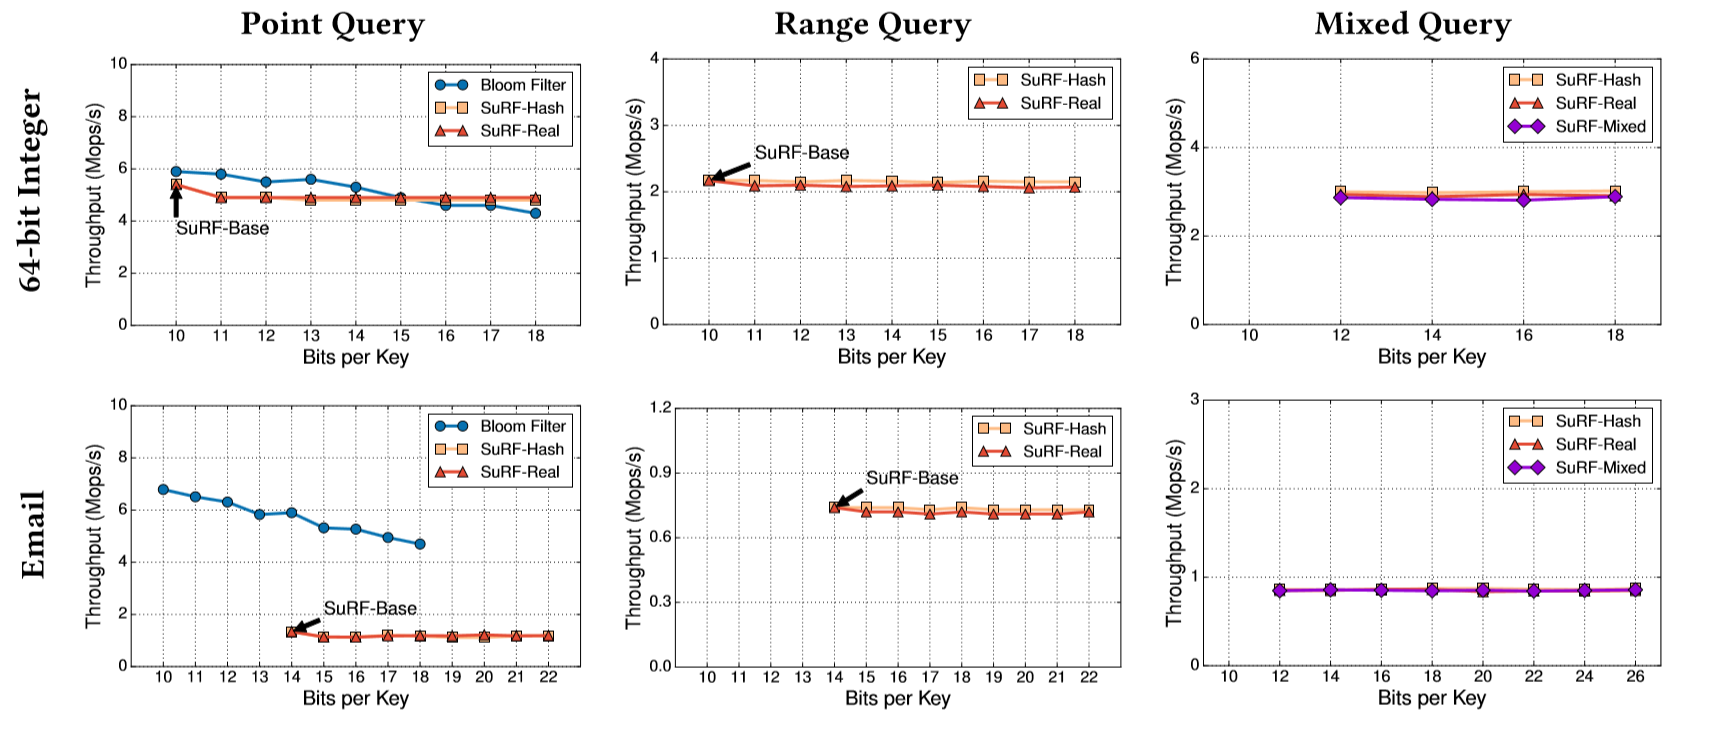 Point Query
Range Query
Mixed Query
64-bit Integer
Throughput (Mops/s)
10
8
6
4
2
0
Bloom Filter
SuRF-Hash
SuRF-Real
SuRF-Base
10 11 12 13 14 15 16 17 18
Bits per Key
Throughput (Mops/s)
4
3
2
1
0
SuRF-Hash
SuRF-Real
SuRF-Base
10 11 12 13 14 15 16 17 18
Bits per Key
Throughput (Mops/s)
6
4
2
0
SuRF-Hash
SuRF-Real
SuRF-Mixed
10 12 14 16 18
Bits per Key
Email
Throughput (Mops/s)
10
8
6
4
2
0
Bloom Filter
SuRF-Hash
SuRF-Real
SuRF-Base
10 11 12 13 14 15 16 17 18 19 20 21 22
Bits per Key
Throughput (Mops/s)
1.2
0.9
0.6
0.3
0.0
SuRF-Hash
SuRF-Real
SuRF-Base
10 11 12 13 14 15 16 17 18 19 20 21 22
Bits per Key
Throughput (Mops/s)
3
2
1
0
SuRF-Hash
SuRF-Real
SuRF-Mixed
10 12 14 16 18 20 22 24 26
Bits per Key